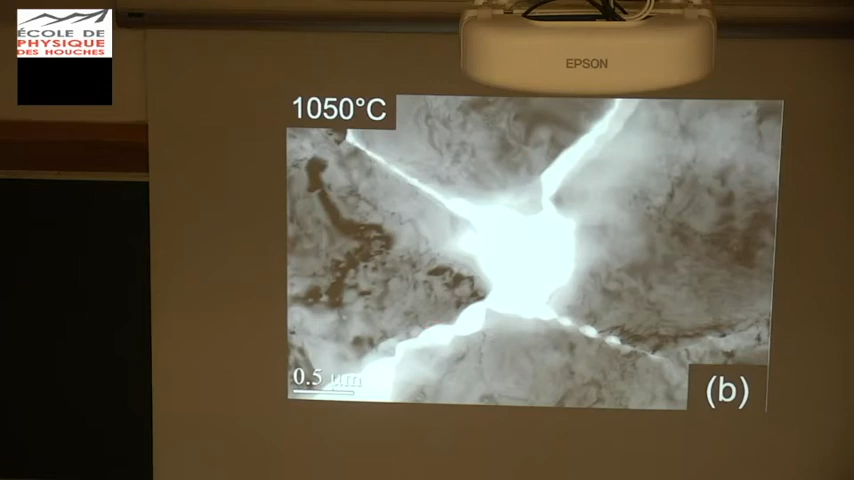 ÉCOLE DE
PHYSIQUE
DES HOUCHES
EPSON
1050°C
0.5 µm
(b)